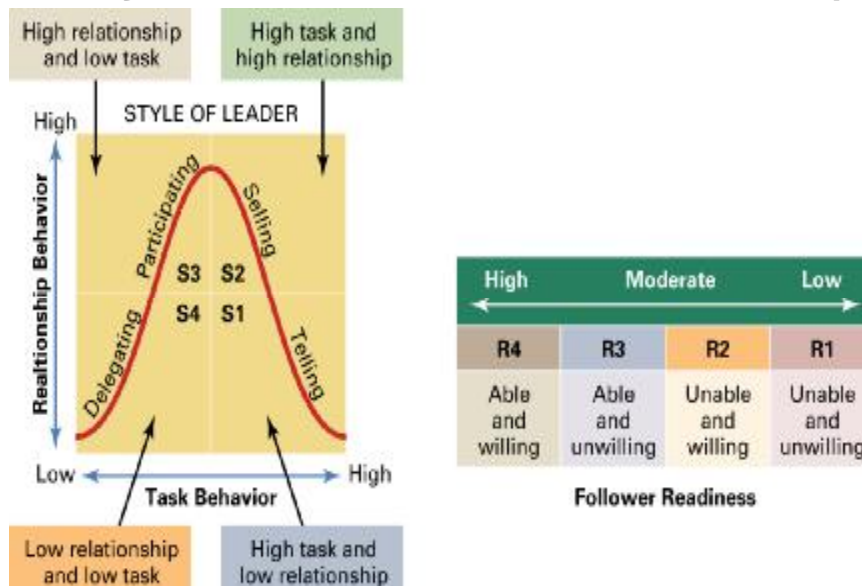 High relationship
and low task
High task and
high relationship
STYLE OF LEADER
High
Realtionship Behavior
Participating
Selling
S3 S2
S4 S1
Delegating
Telling
Low
High
Task Behavior
Low relationship
and low task
High task and
low relationship
High Moderate Low
R4 R3 R2 R1
Able Able Unable Unable
and and and and
willing unwilling willing unwilling
Follower Readiness